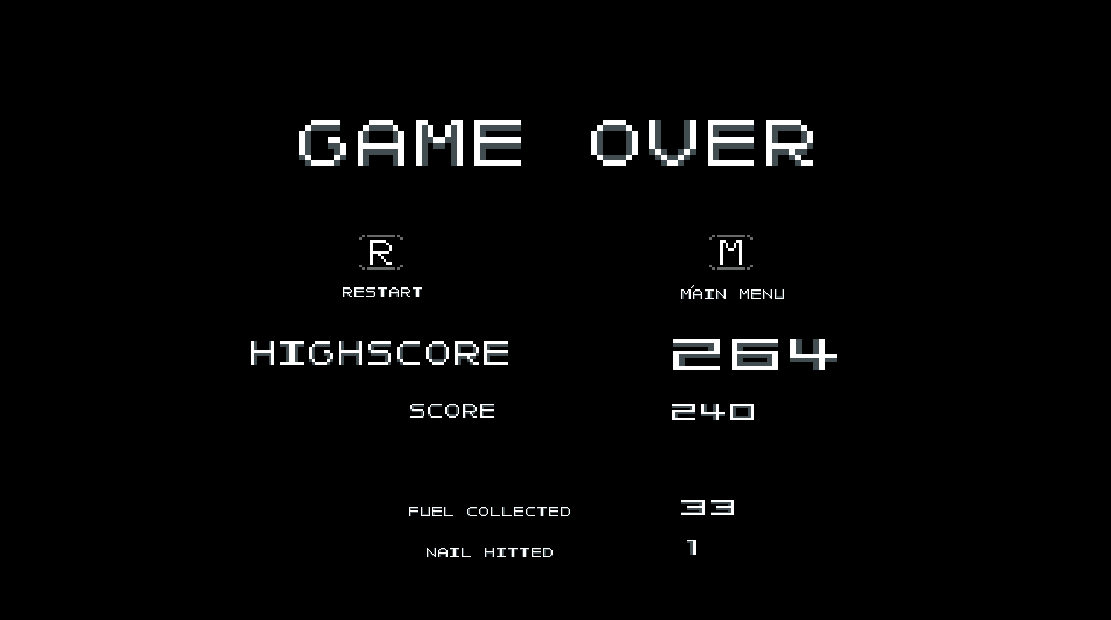 GAME OVER
R M
RESTART MAIN MENU
HIGHSCORE 264
SCORE 240
FUEL COLLECTED 33
NAIL HITTED 1